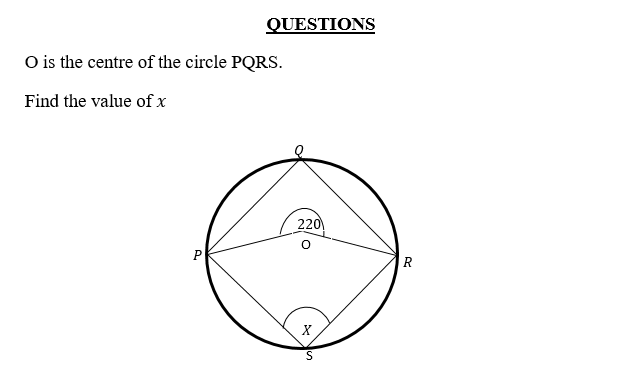 QUESTIONS
O is the centre of the circle PQRS.
Find the value of x
Q
220
O
P
R
X
S